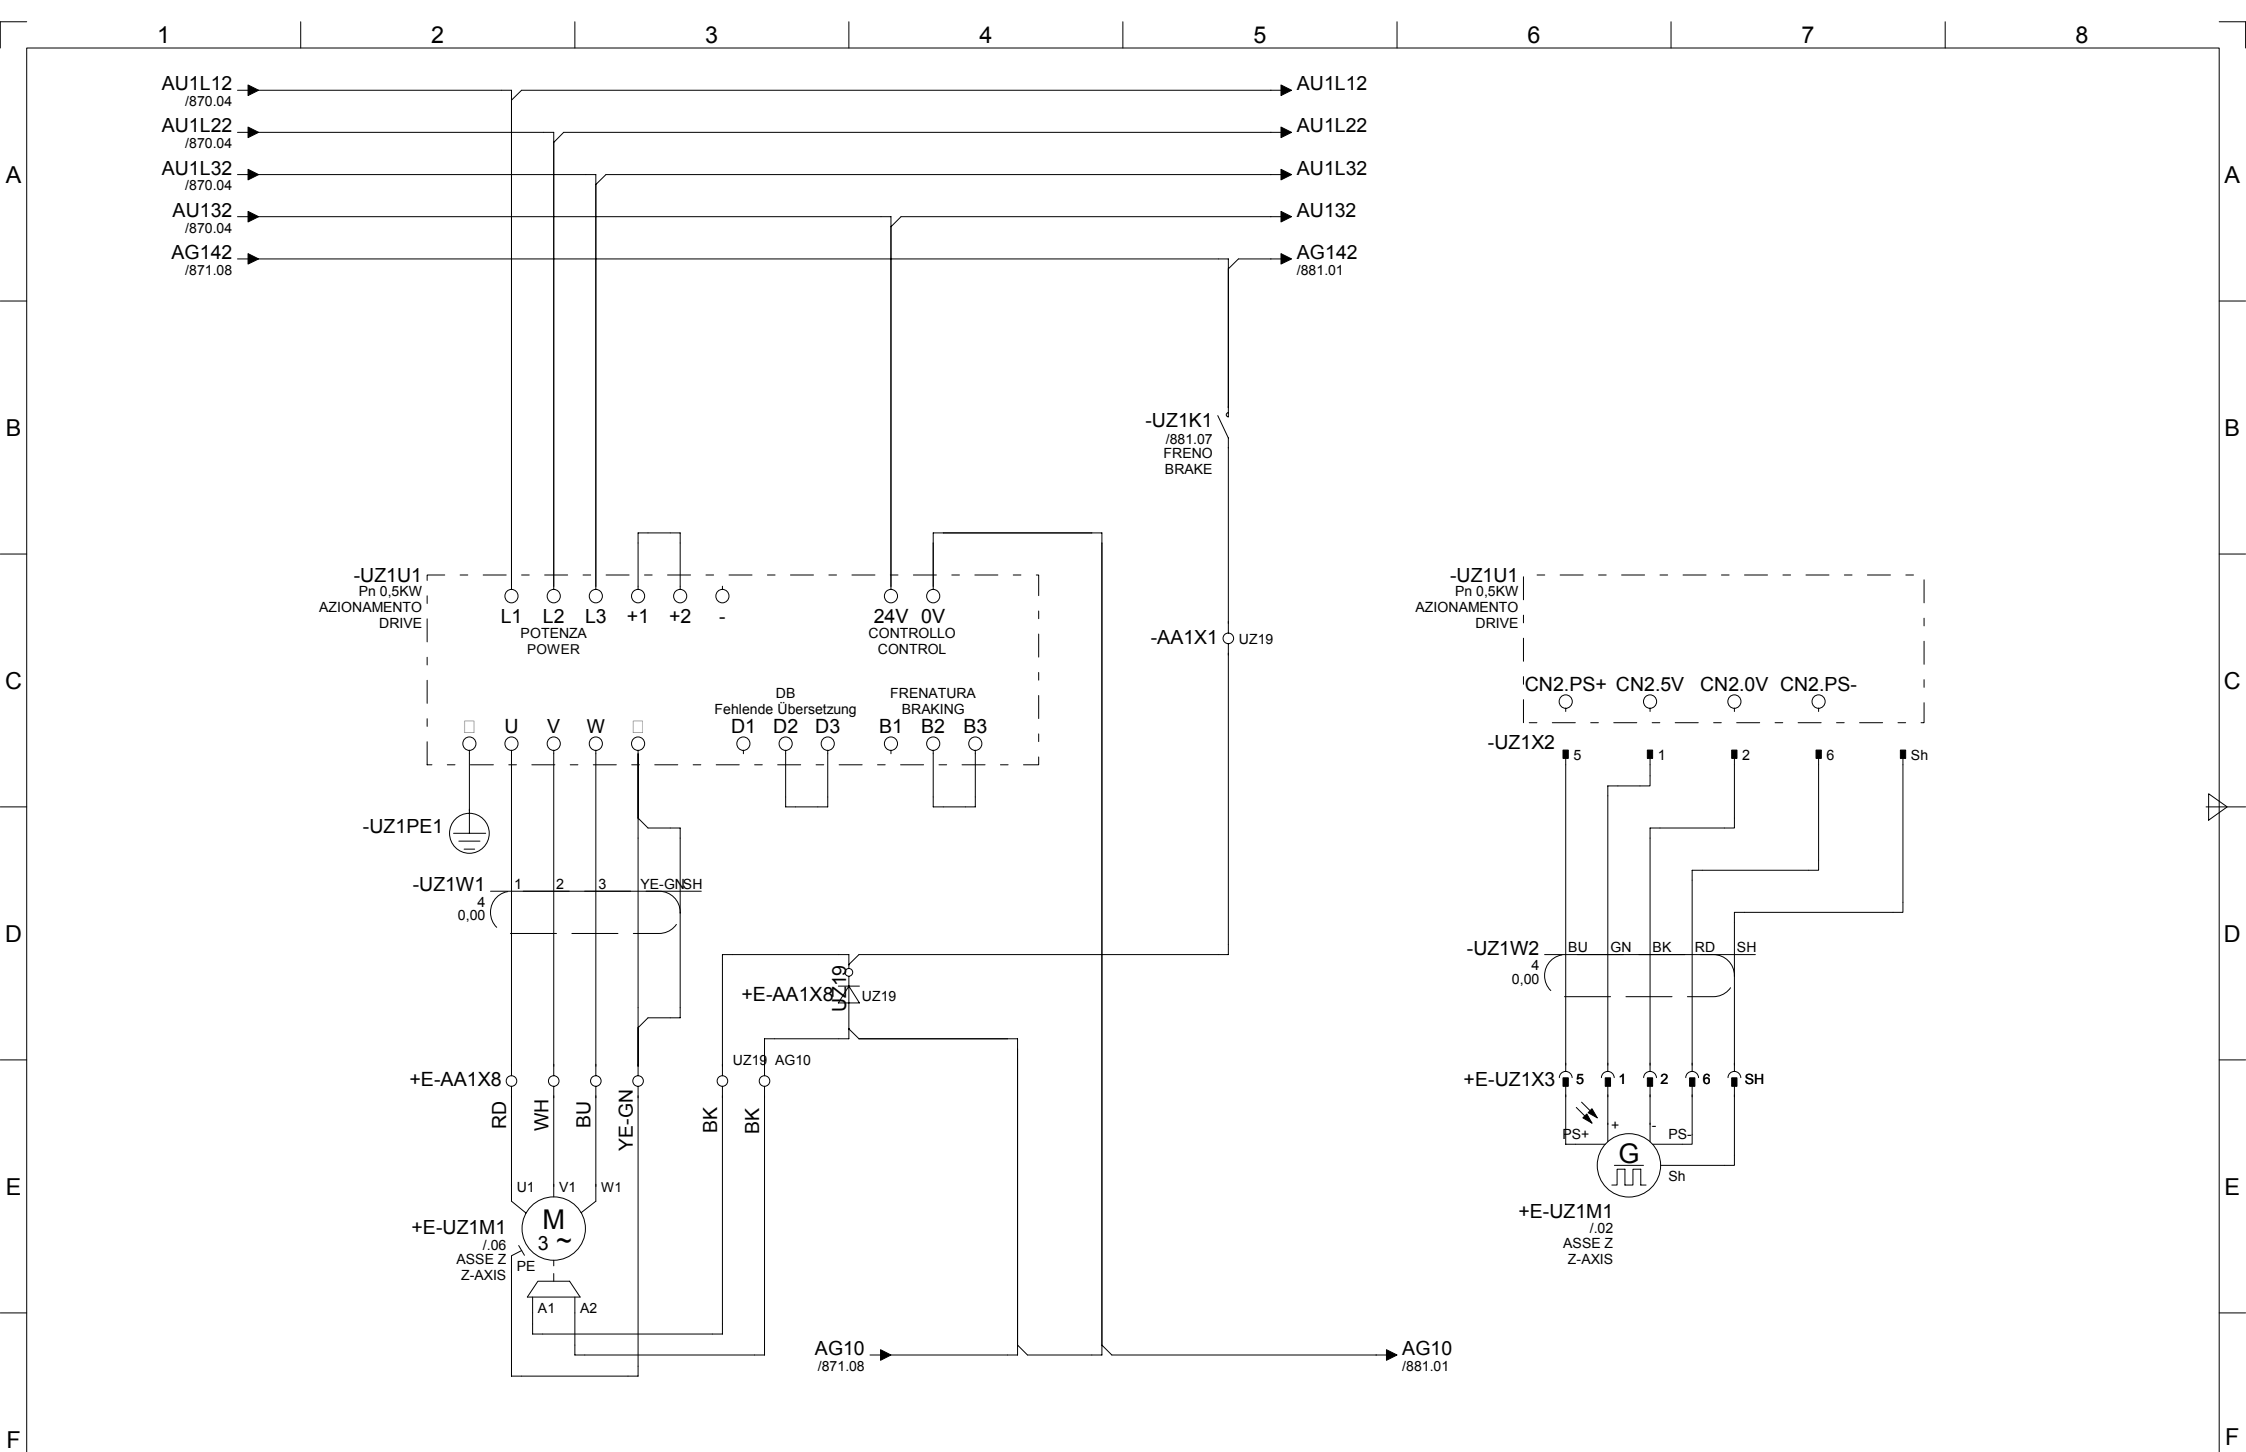 1 2 3 4 5 6 7 8
AU1L12
/870.04
AU1L12
AU1L22
/870.04
AU1L22
A
AU1L32
/870.04
AU1L32
A
AU132
/870.04
AU132
AG142
/871.08
AG142
/881.01
B
-UZ1K1
/881.07
FRENO
BRAKE
B
-UZ1U1
Pn 0,5KW
AZIONAMENTO
DRIVE
L1 L2 L3 +1 +2 -
POTENZA
POWER
24V 0V
CONTROLLO
CONTROL
-AA1X1 UZ19
-UZ1U1
Pn 0,5KW
AZIONAMENTO
DRIVE
C
CN2.PS+ CN2.5V CN2.0V CN2.PS-
C
DB
Fehlende Übersetzung
FRENATURA
BRAKING
U V W
D1 D2 D3
B1 B2 B3
-UZ1X2
5 1 2 6 Sh
-UZ1PE1
-UZ1W1
4
0,00
1 2 3 YE-GN SH
D
-UZ1W2
4
0,00
BU GN BK RD SH
D
+E-AA1X8
UZ19
UZ19
UZ19 AG10
+E-AA1X8
RD
WH
BU
YE-GN
BK
BK
+E-UZ1X3
5 1 2 6 SH
PS+ + - PS-
G
Sh
E
U1 V1 W1
M
3 ~
+E-UZ1M1
/.06
ASSE Z
Z-AXIS
PE
A1 A2
+E-UZ1M1
/.02
ASSE Z
Z-AXIS
E
AG10
/871.08
AG10
/881.01
F
F